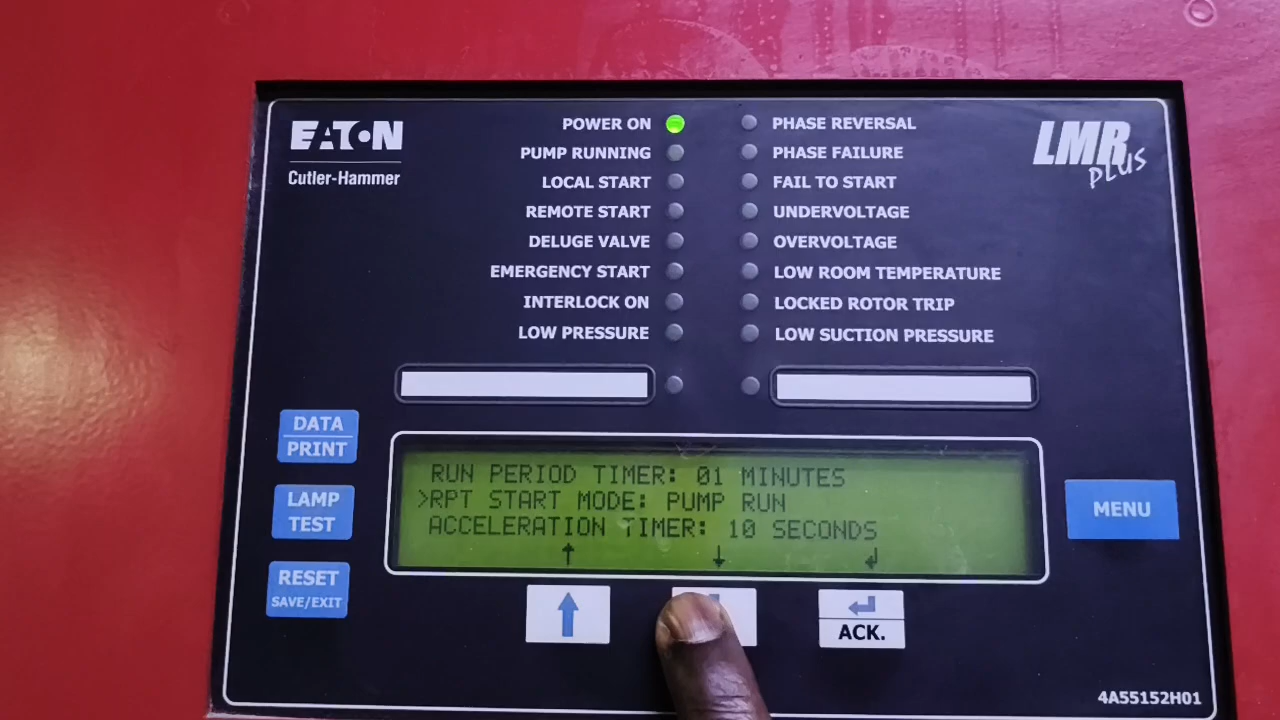 EATON
Cutler-Hammer
POWER ON
PUMP RUNNING
LOCAL START
REMOTE START
DELUGE VALVE
EMERGENCY START
INTERLOCK ON
LOW PRESSURE
PHASE REVERSAL
PHASE FAILURE
FAIL TO START
UNDERVOLTAGE
OVERVOLTAGE
LOW ROOM TEMPERATURE
LOCKED ROTOR TRIP
LOW SUCTION PRESSURE
LMR
PLUS
DATA
PRINT
LAMP
TEST
RESET
SAVE/EXIT
RUN PERIOD TIMER: 01 MINUTES
>RPT START MODE: PUMP RUN
ACCELERATION TIMER: 10 SECONDS
↑ ↓ ↲
MENU
↲
ACK.
4A55152H01